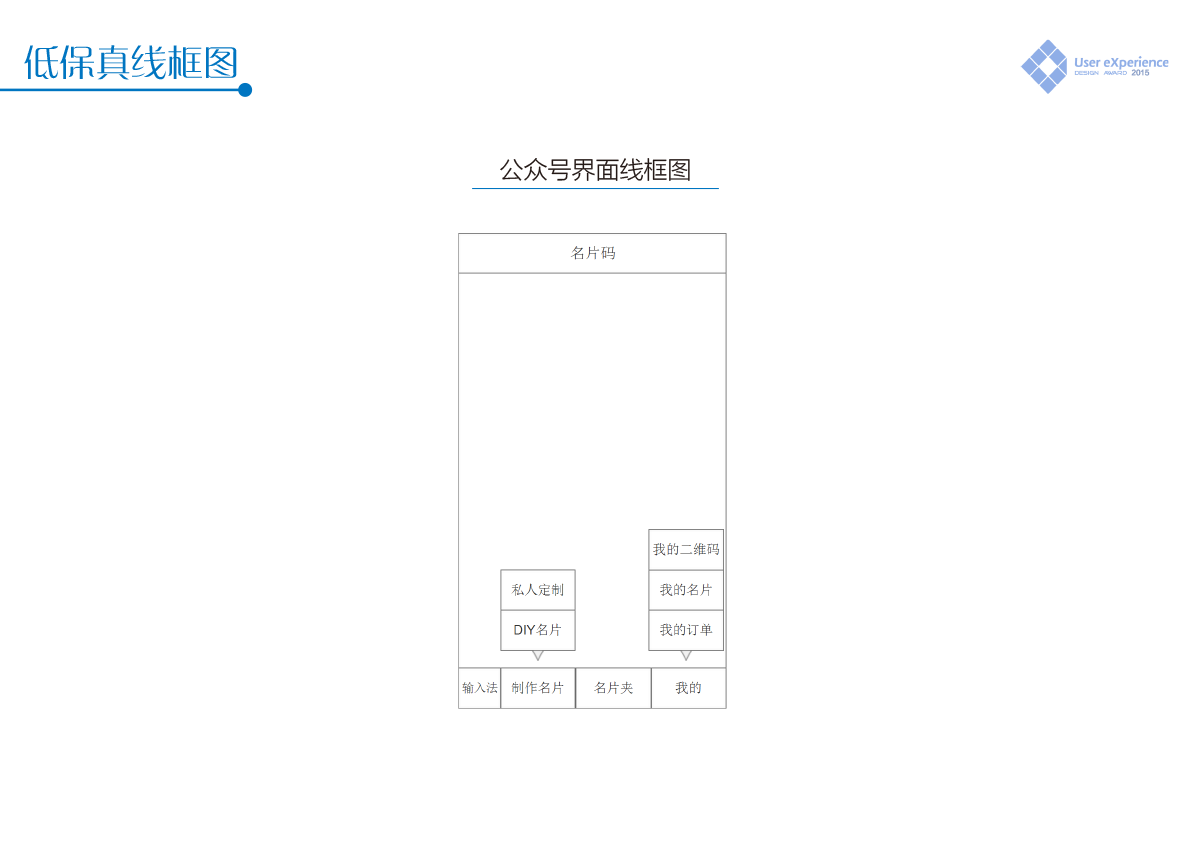 低保真线框图
User eXperience
DESIGN AWARD 2015
公众号界面线框图
名片码
我的二维码
私人定制
我的名片
DIY名片
我的订单
输入法
制作名片
名片夹
我的